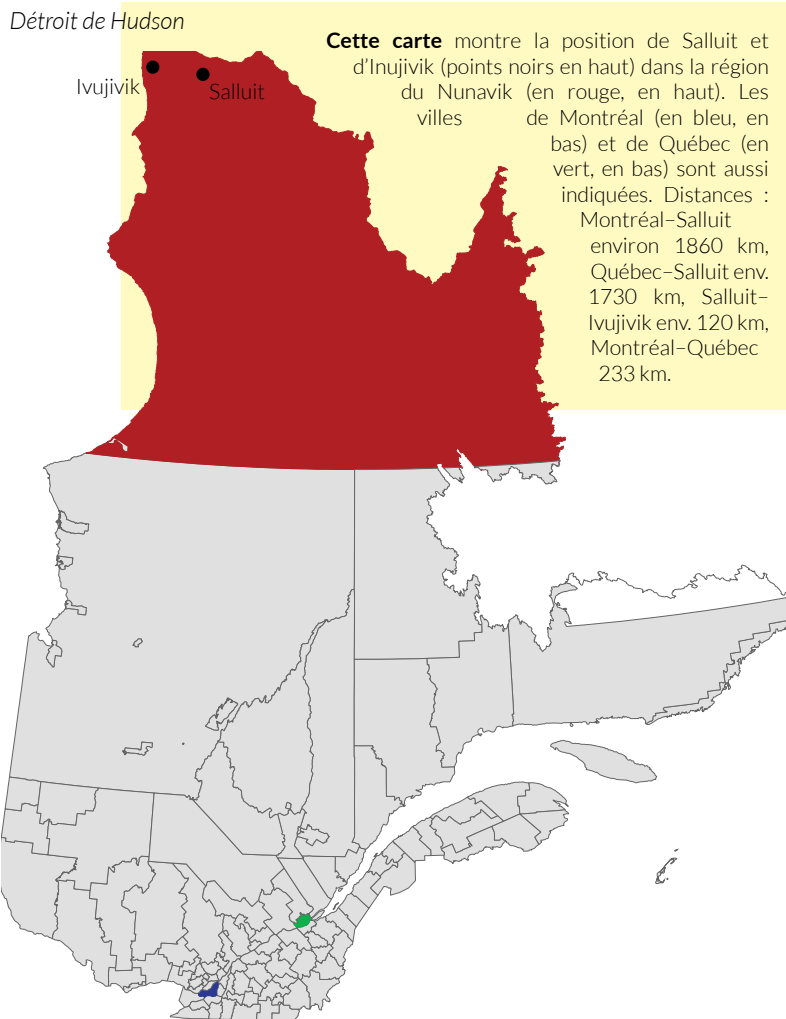 Détroit de Hudson
Cette carte montre la position de Salluit et
d'Inujivik (points noirs en haut) dans la région
du Nunavik (en rouge, en haut). Les
villes de Montréal (en bleu, en
bas) et de Québec (en
vert, en bas) sont aussi
indiquées. Distances :
Montréal–Salluit
environ 1860 km,
Québec–Salluit env.
1730 km, Salluit–
Ivujivik env. 120 km,
Montréal–Québec
233 km.
Ivujivik
Salluit